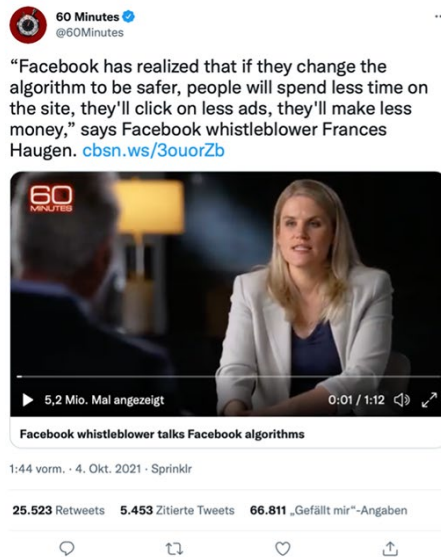 60 Minutes
@60Minutes
“Facebook has realized that if they change the
algorithm to be safer, people will spend less time on
the site, they'll click on less ads, they'll make less
money,” says Facebook whistleblower Frances
Haugen. cbsn.ws/3ouorZb
60
MINUTES
5,2 Mio. Mal angezeigt
0:01 / 1:12
Facebook whistleblower talks Facebook algorithms
1:44 vorm. · 4. Okt. 2021 · Sprinklr
25.523 Retweets 5.453 Zitierte Tweets 66.811 „Gefällt mir“-Angaben